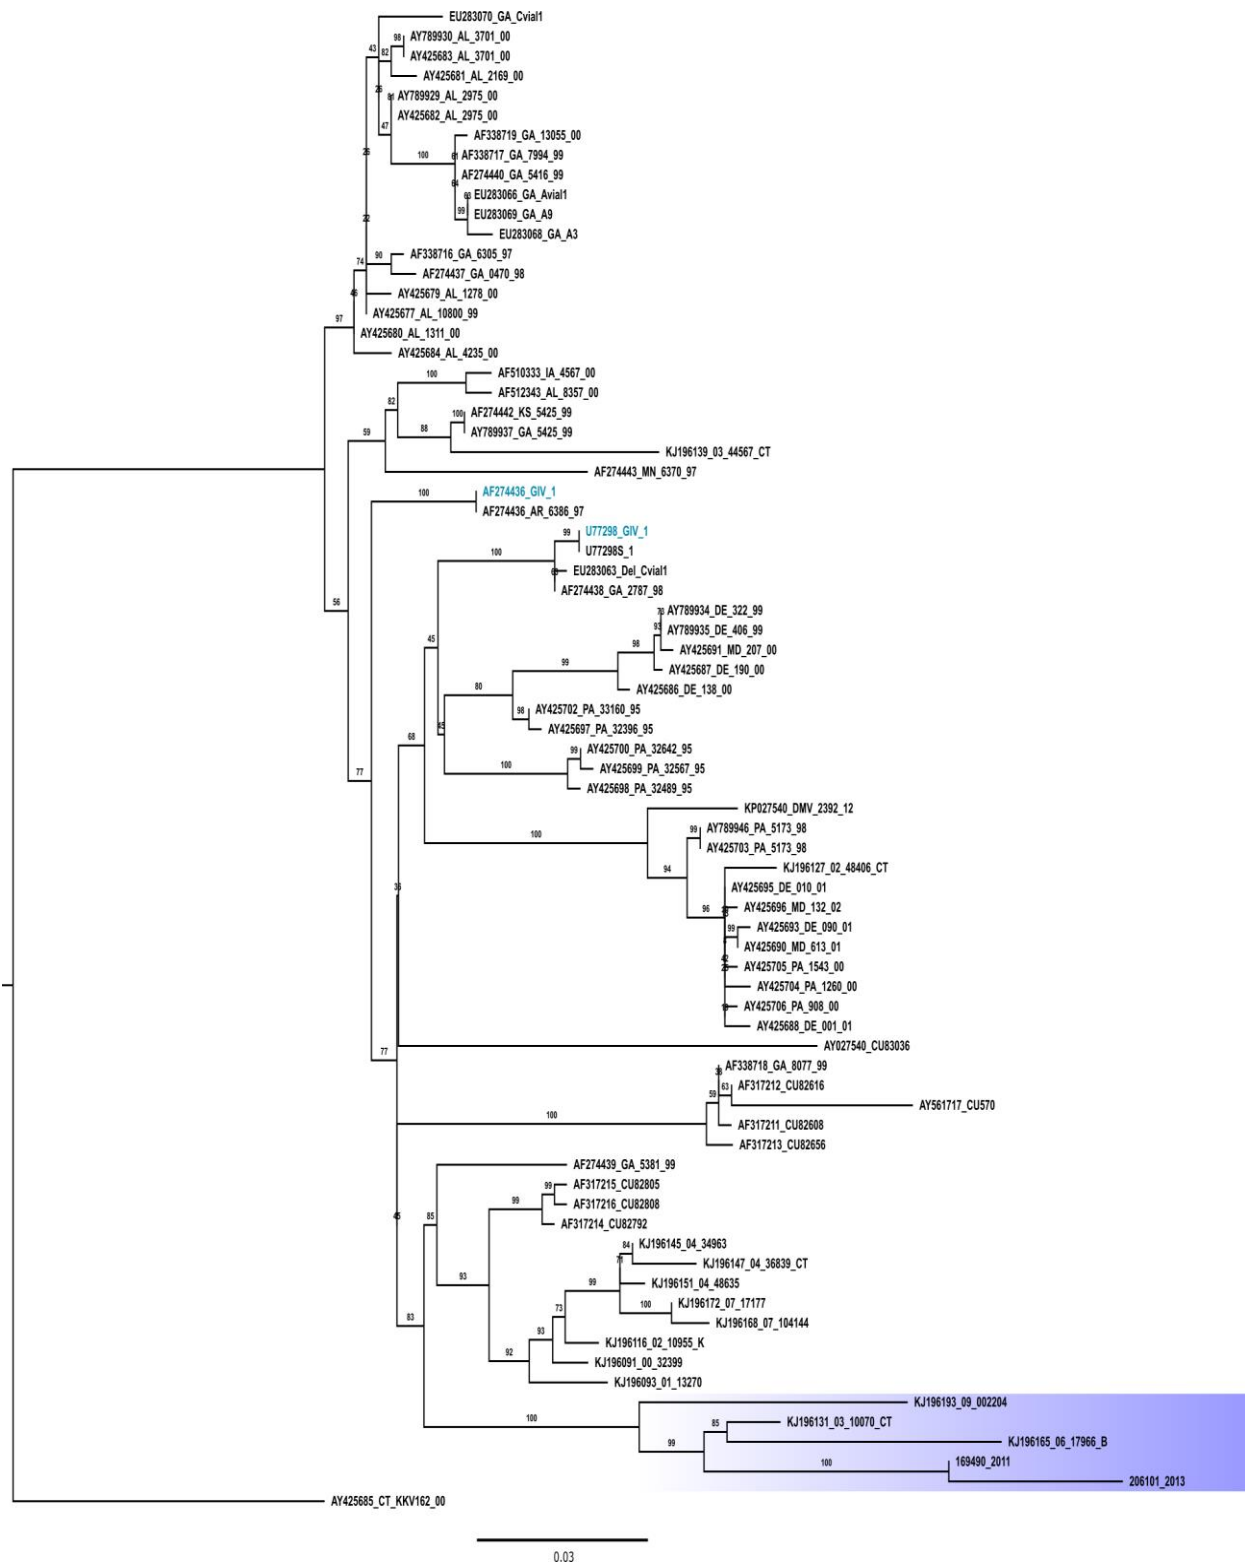 EU283070_GA_Cvial1
98 AY789930_AL_3701_00
43 82
AY425683_AL_3701_00
AY425681_AL_2169_00
AY789929_AL_2975_00
AY425682_AL_2975_00
47
AF338719_GA_13055_00
100 AF338717_GA_7994_99
AF274440_GA_5416_99
64
EU283066_GA_Avial1
99 EU283069_GA_A9
EU283068_GA_A3
AF338716_GA_6305_97
74 90
AF274437_GA_0470_98
AY425679_AL_1278_00
AY425677_AL_10800_99
97 AY425680_AL_1311_00
AY425684_AL_4235_00
100 AF510333_IA_4567_00
AF512343_AL_8357_00
82
100 AF274442_KS_5425_99
59 88 AY789937_GA_5425_99
KJ196139_03_44567_CT
AF274443_MN_6370_97
100 AF274436_GIV_1
AF274436_AR_6386_97
99 U77298_GIV_1
100 U77298S_1
EU283063_Del_Cvial1
AF274438_GA_2787_98
56
AY789934_DE_322_99
93 AY789935_DE_406_99
45 98 AY425691_MD_207_00
99 AY425687_DE_190_00
80 AY425686_DE_138_00
98 AY425702_PA_33160_95
AY425697_PA_32396_95
68 99 AY425700_PA_32642_95
100 AY425699_PA_32567_95
77
AY425698_PA_32489_95
KP027540_DMV_2392_12
99 AY789946_PA_5173_98
100 AY425703_PA_5173_98
94 KJ196127_02_48406_CT
AY425695_DE_010_01
96 AY425696_MD_132_02
99 AY425693_DE_090_01
AY425690_MD_613_01
AY425705_PA_1543_00
AY425704_PA_1260_00
AY425706_PA_908_00
AY425688_DE_001_01
77 AY027540_CU83036
AF338718_GA_8077_99
59 63 AF317212_CU82616
AY561717_CU570
100 AF317211_CU82608
AF317213_CU82656
AF274439_GA_5381_99
99 AF317215_CU82805
99 AF317216_CU82808
85 AF317214_CU82792
84 KJ196145_04_34963
KJ196147_04_36839_CT
93 99 KJ196151_04_48635
100 KJ196172_07_17177
73 KJ196168_07_104144
83 93 KJ196116_02_10955_K
92 KJ196091_00_32399
KJ196093_01_13270
KJ196193_09_002204
100 85 KJ196131_03_10070_CT
99 KJ196165_06_17966_B
100 169490_2011
206101_2013
AY425685_CT_KKV162_00
0.03